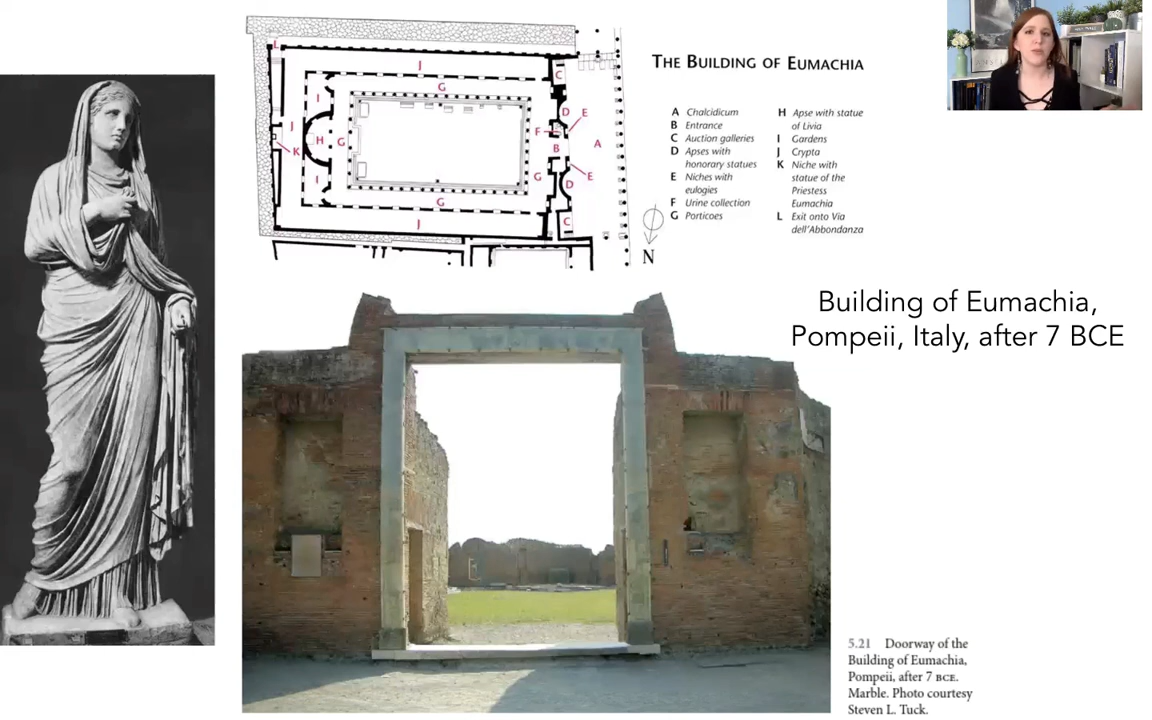 THE BUILDING OF EUMACHIA
A Chalcidicum
B Entrance
C Auction galleries
D Apses with
honorary statues
E Niches with
eulogies
F Urine collection
G Porticoes
H Apse with statue
of Livia
I Gardens
J Crypta
K Niche with
statue of the
Priestess
Eumachia
L Exit onto Via
dell'Abbondanza
L
J
C
I
G
D
E
F
J
H
G
B
A
K
I
G
E
D
G
C
J
N
Building of Eumachia,
Pompeii, Italy, after 7 BCE
5.21 Doorway of the
Building of Eumachia,
Pompeii, after 7 BCE.
Marble. Photo courtesy
Steven L. Tuck.